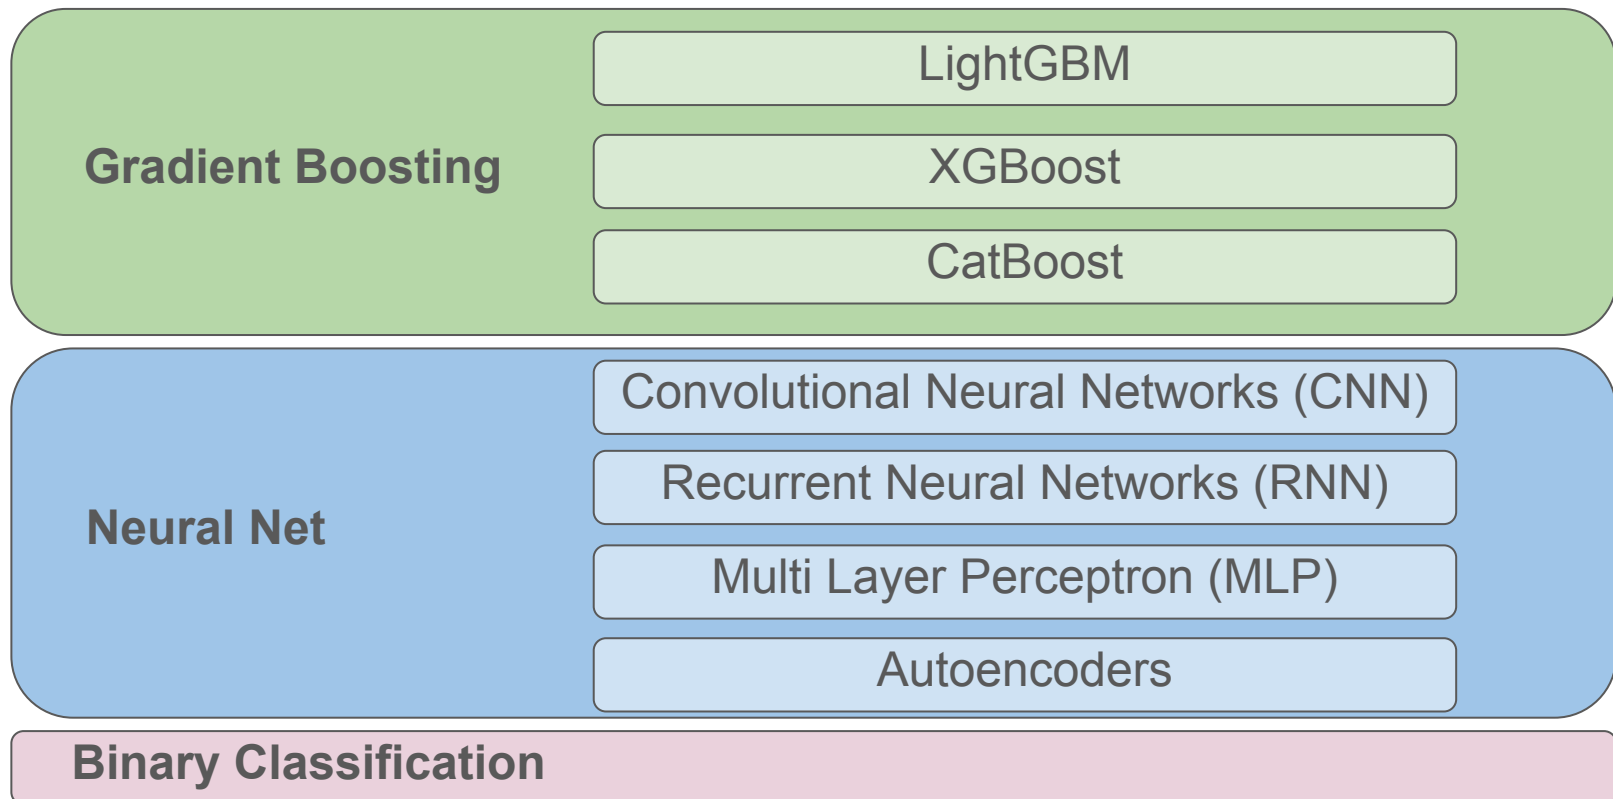 LightGBM
Gradient Boosting
XGBoost
CatBoost
Convolutional Neural Networks (CNN)
Recurrent Neural Networks (RNN)
Neural Net
Multi Layer Perceptron (MLP)
Autoencoders
Binary Classification